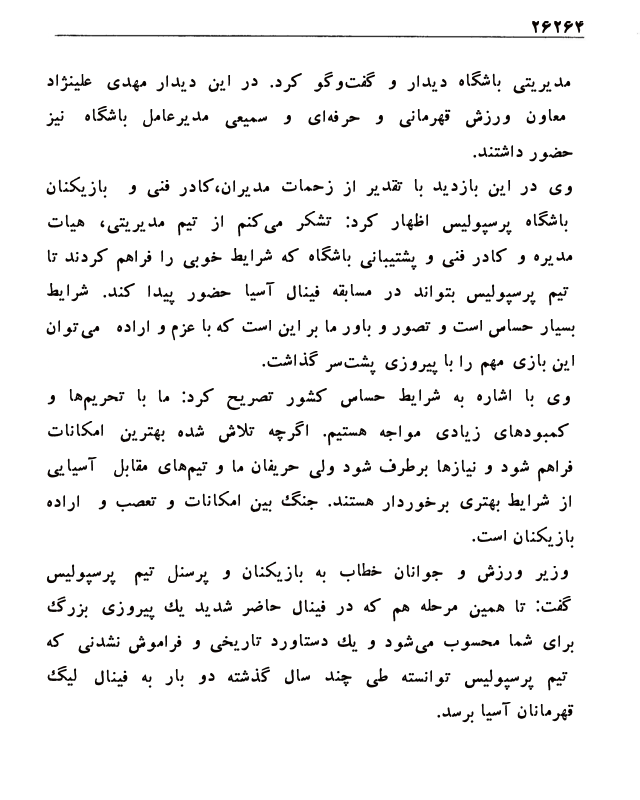 ۲۶۲۶۴
مدیریتی باشگاه دیدار و گفت‌وگو کرد. در این دیدار مهدی علینژاد
معاون ورزش قهرمانی و حرفه‌ای و سمیعی مدیرعامل باشگاه نیز
حضور داشتند.
وی در این بازدید با تقدیر از زحمات مدیران،کادر فنی و بازیکنان
باشگاه پرسپولیس اظهار کرد: تشکر می‌کنم از تیم مدیریتی، هیات
مدیره و کادر فنی و پشتیبانی باشگاه که شرایط خوبی را فراهم کردند تا
تیم پرسپولیس بتواند در مسابقه فینال آسیا حضور پیدا کند. شرایط
بسیار حساس است و تصور و باور ما بر این است که با عزم و اراده می‌توان
این بازی مهم را با پیروزی پشت‌سر گذاشت.
وی با اشاره به شرایط حساس کشور تصریح کرد: ما با تحریم‌ها و
کمبودهای زیادی مواجه هستیم. اگرچه تلاش شده بهترین امکانات
فراهم شود و نیازها برطرف شود ولی حریفان ما و تیم‌های مقابل آسیایی
از شرایط بهتری برخوردار هستند. جنگ بین امکانات و تعصب و اراده
بازیکنان است.
وزیر ورزش و جوانان خطاب به بازیکنان و پرسنل تیم پرسپولیس
گفت: تا همین مرحله هم که در فینال حاضر شدید یك پیروزی بزرگ
برای شما محسوب می‌شود و یك دستاورد تاریخی و فراموش نشدنی که
تیم پرسپولیس توانسته طی چند سال گذشته دو بار به فینال لیگ
قهرمانان آسیا برسد.